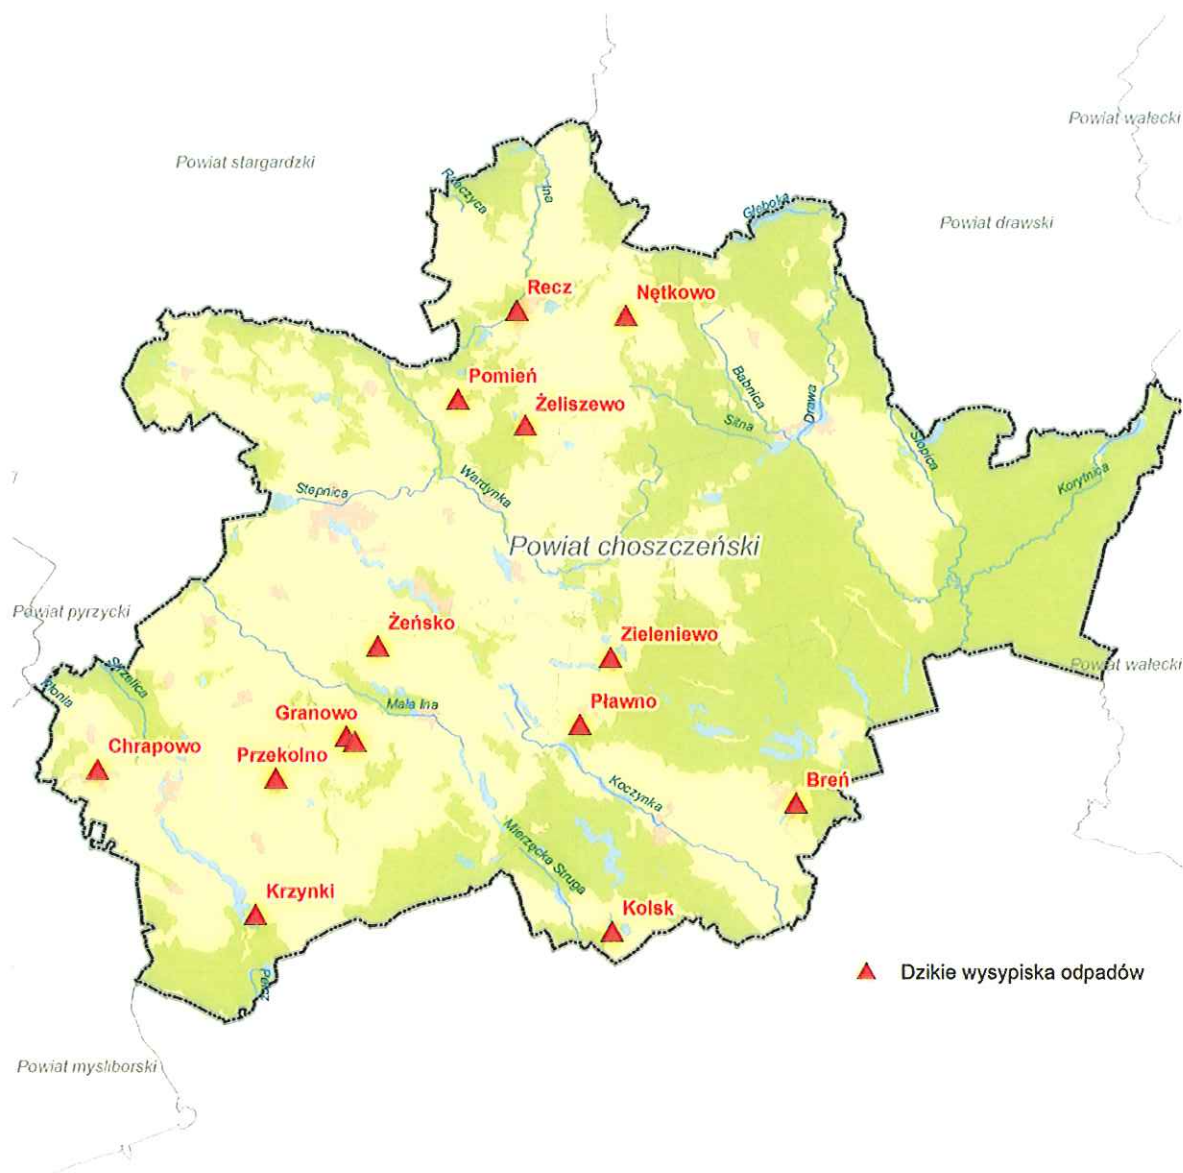 Powiat wałecki
Powiat stargardzki
Rzeczyca
Ina
Głęboka
Powiat drawski
Recz
Nętkowo
Pomień
Żeliszewo
Babnica
Drawa
Sitna
Słopica
Korytnica
Wardynka
Stepnica
Powiat choszczeński
Powiat pyrzycki
Żeńsko
Zieleniewo
Powiat wałecki
Strzelica
Płonia
Mała Ina
Pławno
Granowo
Chrapowo
Przekolno
Breń
Koczynka
Mierzęcka Struga
Krzynki
Kolsk
Pełcz
Dzikie wysypiska odpadów
Powiat myśliborski